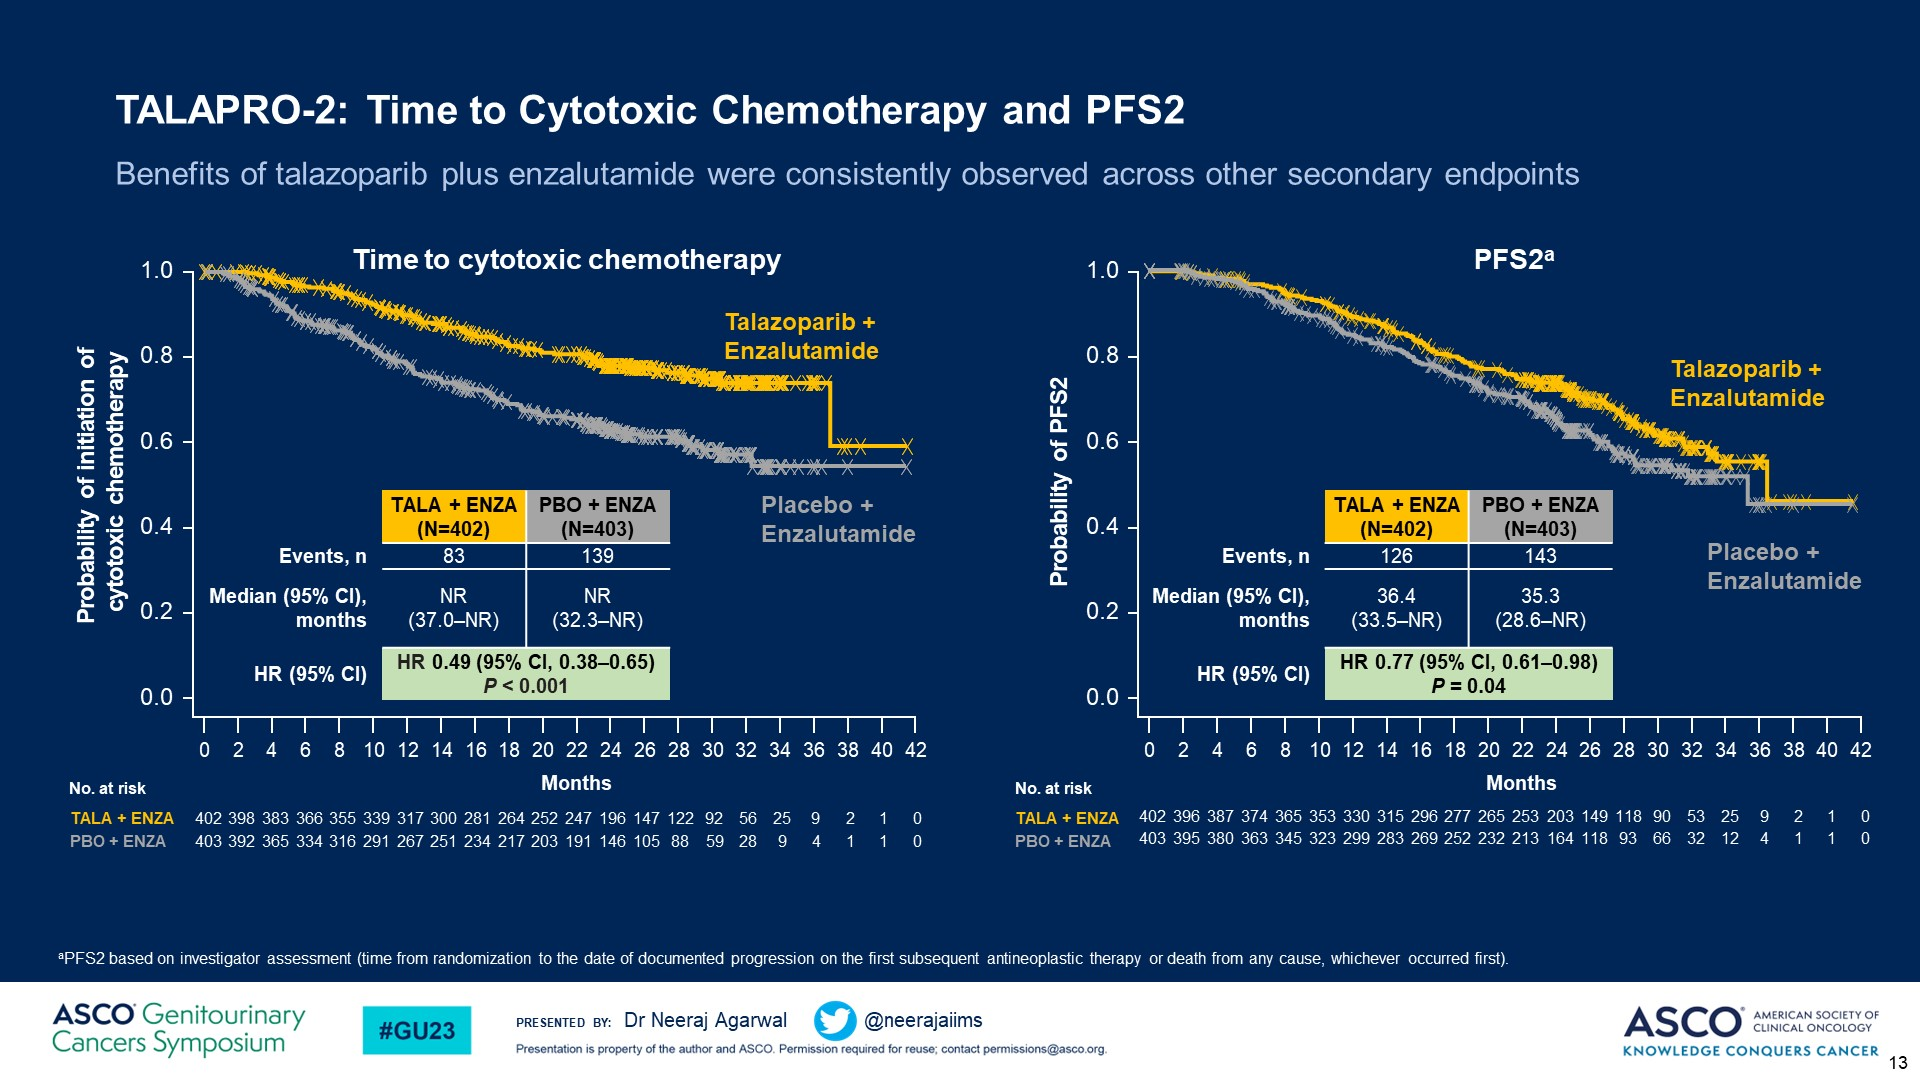 TALAPRO-2: Time to Cytotoxic Chemotherapy and PFS2
Benefits of talazoparib plus enzalutamide were consistently observed across other secondary endpoints
Time to cytotoxic chemotherapy
Probability of initiation of
cytotoxic chemotherapy
1.0
0.8
0.6
0.4
0.2
0.0
Talazoparib +
Enzalutamide
Placebo +
Enzalutamide
TALA + ENZA PBO + ENZA
(N=402) (N=403)
Events, n 83 139
Median (95% CI), NR NR
months (37.0–NR) (32.3–NR)
HR (95% CI) HR 0.49 (95% CI, 0.38–0.65)
P < 0.001
0 2 4 6 8 10 12 14 16 18 20 22 24 26 28 30 32 34 36 38 40 42
Months
No. at risk
TALA + ENZA 402 398 383 366 355 339 317 300 281 264 252 247 196 147 122 92 56 25 9 2 1 0
PBO + ENZA 403 392 365 334 316 291 267 251 234 217 203 191 146 105 88 59 28 9 4 1 1 0
PFS2a
Probability of PFS2
1.0
0.8
0.6
0.4
0.2
0.0
Talazoparib +
Enzalutamide
Placebo +
Enzalutamide
TALA + ENZA PBO + ENZA
(N=402) (N=403)
Events, n 126 143
Median (95% CI), 36.4 35.3
months (33.5–NR) (28.6–NR)
HR (95% CI) HR 0.77 (95% CI, 0.61–0.98)
P = 0.04
0 2 4 6 8 10 12 14 16 18 20 22 24 26 28 30 32 34 36 38 40 42
Months
No. at risk
TALA + ENZA 402 396 387 374 365 353 330 315 296 277 265 253 203 149 118 90 53 25 9 2 1 0
PBO + ENZA 403 395 380 363 345 323 299 283 269 252 232 213 164 118 93 66 32 12 4 1 1 0
aPFS2 based on investigator assessment (time from randomization to the date of documented progression on the first subsequent antineoplastic therapy or death from any cause, whichever occurred first).
ASCO® Genitourinary
Cancers Symposium
#GU23
PRESENTED BY: Dr Neeraj Agarwal @neerajaiims
Presentation is property of the author and ASCO. Permission required for reuse; contact permissions@asco.org.
ASCO® AMERICAN SOCIETY OF
CLINICAL ONCOLOGY
KNOWLEDGE CONQUERS CANCER
13